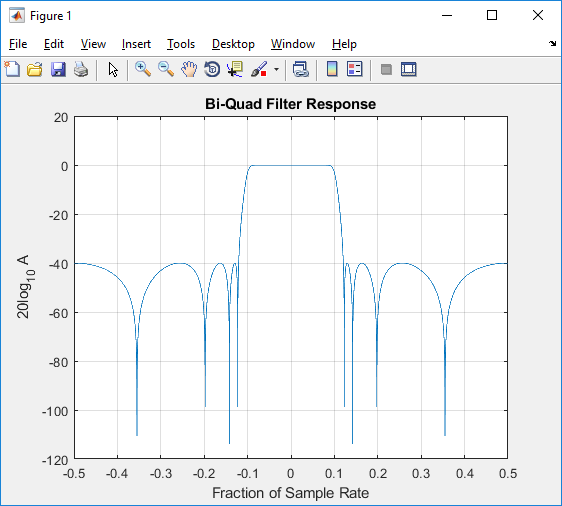 Figure 1
File Edit View Insert Tools Desktop Window Help
Bi-Quad Filter Response
20
0
-20
-40
-60
-80
-100
-120
20log10 A
-0.5 -0.4 -0.3 -0.2 -0.1 0 0.1 0.2 0.3 0.4 0.5
Fraction of Sample Rate